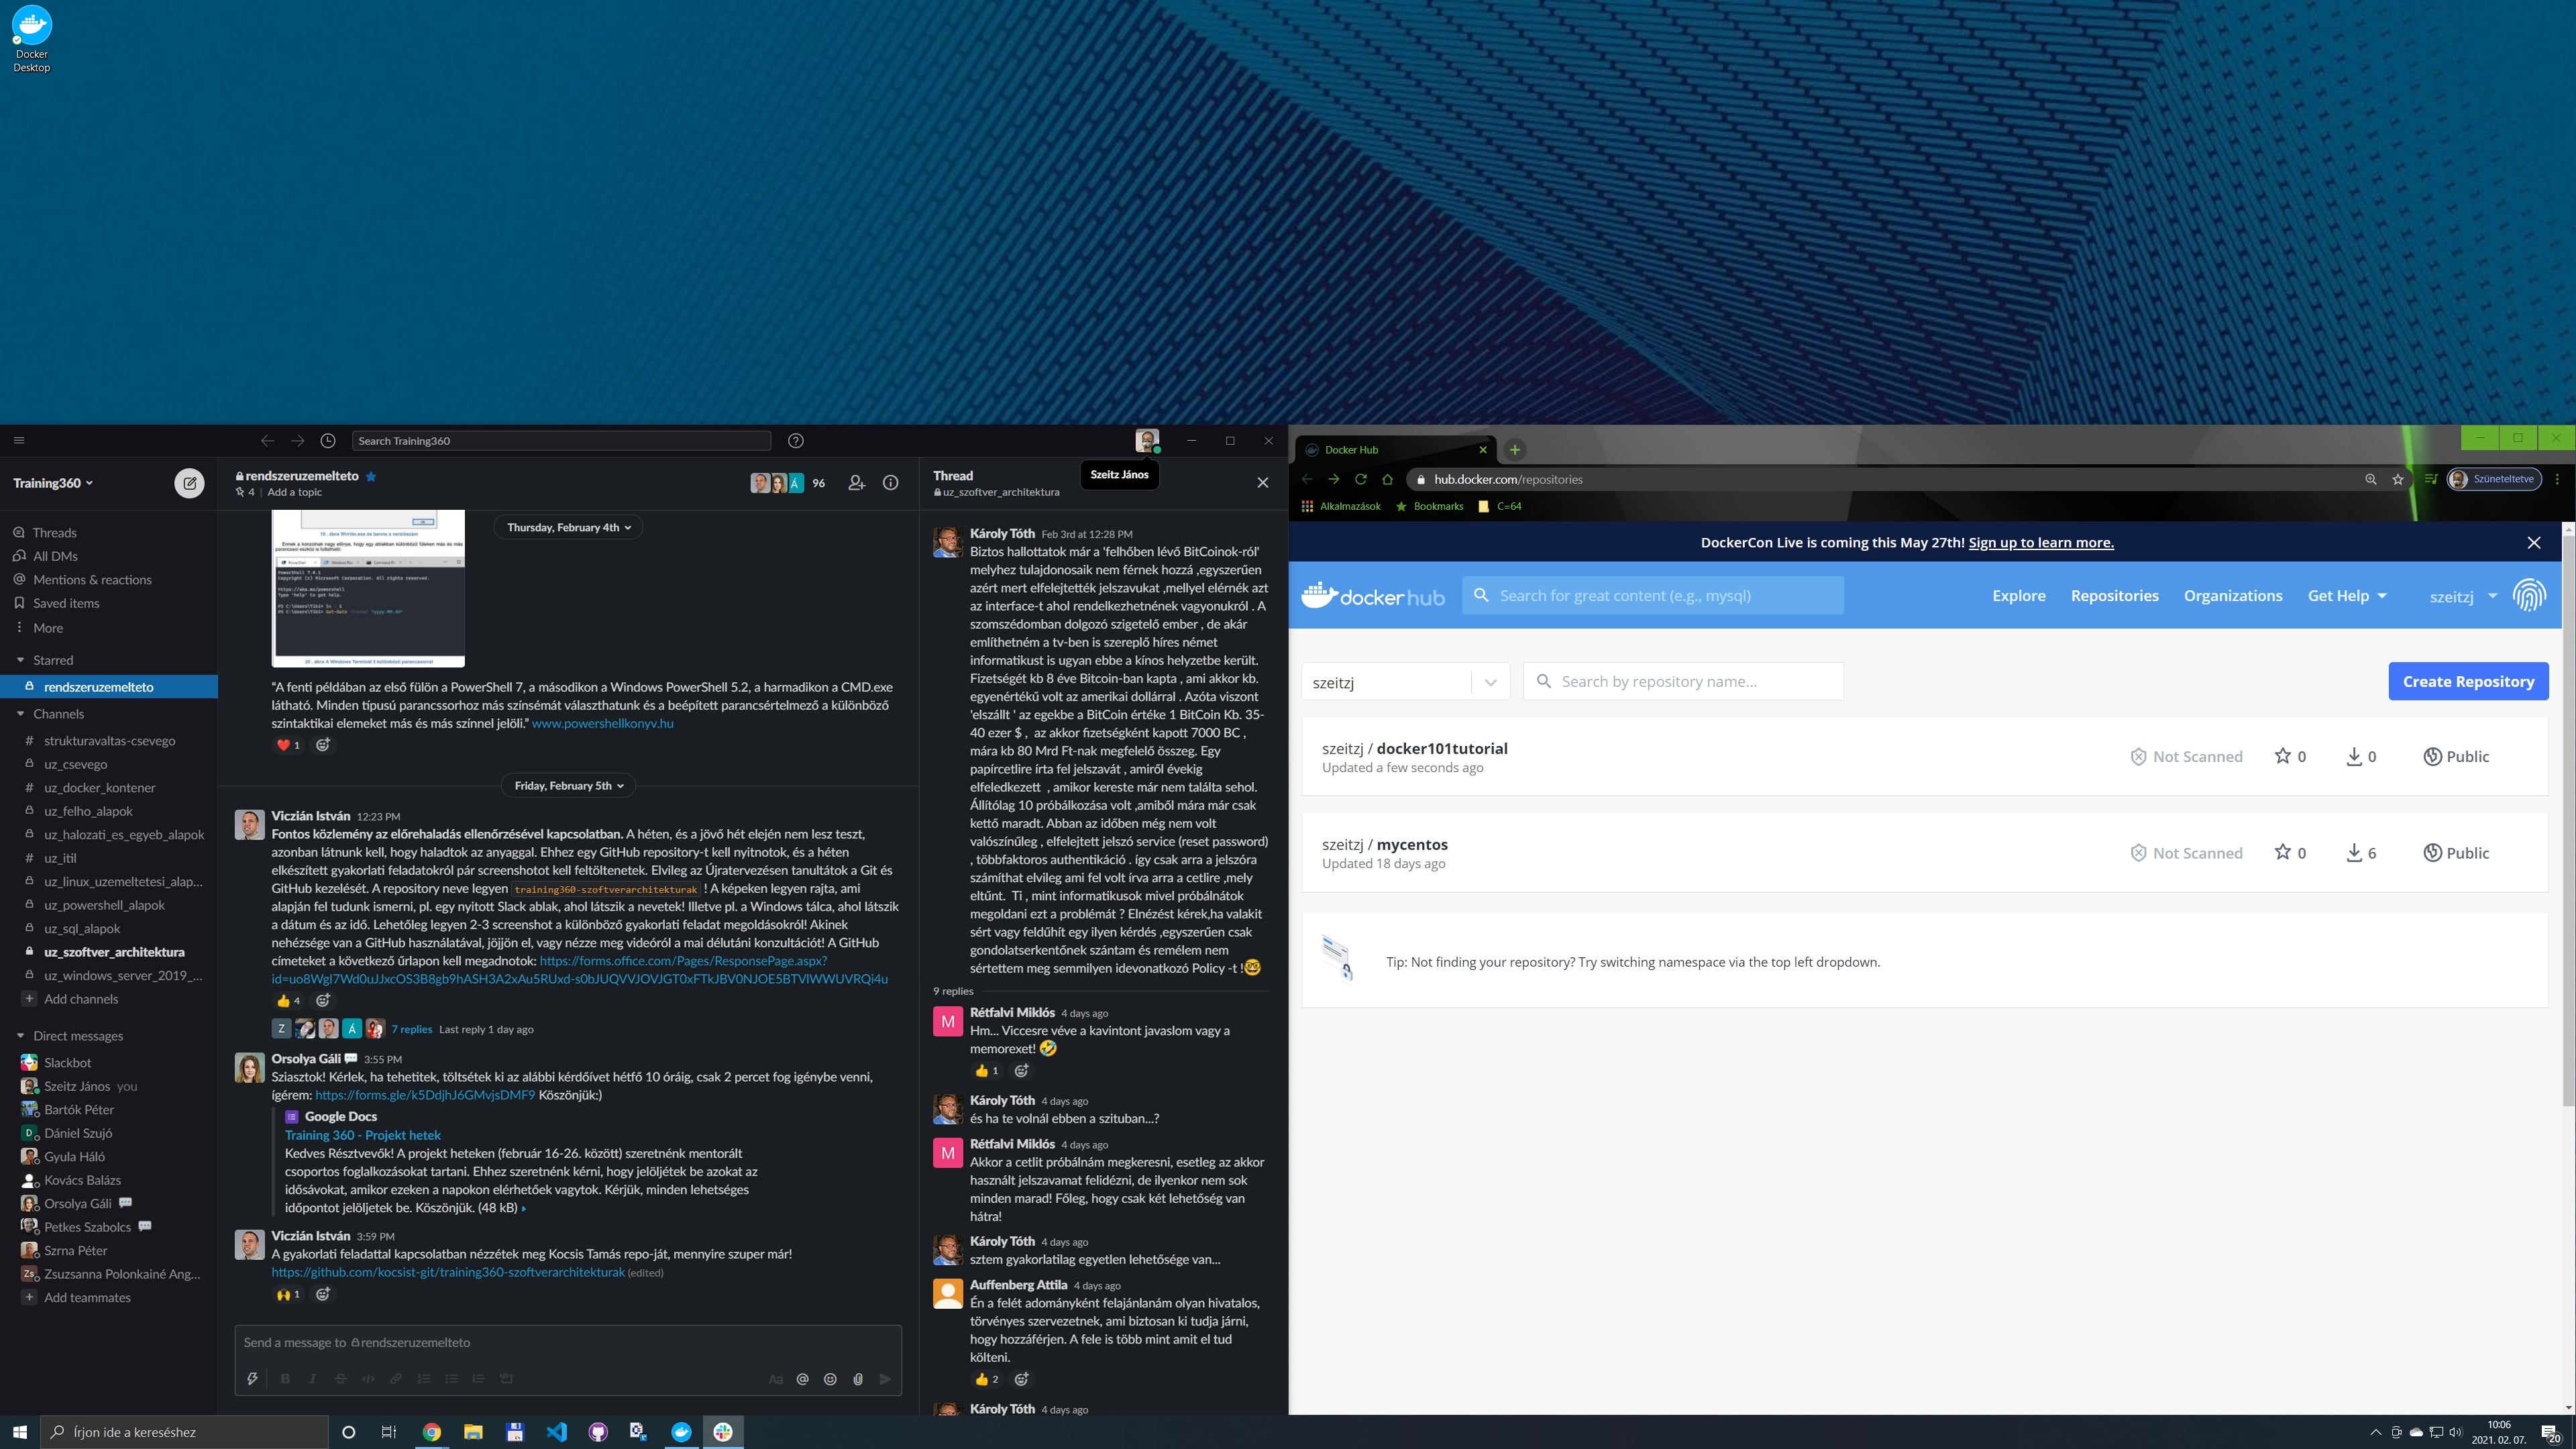 Docker
Desktop
Search Training360
Training360
Threads
All DMs
Mentions & reactions
Saved items
More
Starred
rendszeruzemelteto
Channels
strukturavaltas-csevego
uz_csevego
uz_docker_kontener
uz_felho_alapok
uz_halozati_es_egyeb_alapok
uz_itil
uz_linux_uzemeltetesi_alap...
uz_powershell_alapok
uz_sql_alapok
uz_szoftver_architektura
uz_windows_server_2019_...
Add channels
Direct messages
Slackbot
Szeitz János you
Bartók Péter
D Dániel Szujó
Gyula Háló
Kovács Balázs
Orsolya Gáli
Petkes Szabolcs
Szrna Péter
Zs Zsuzsanna Polonkainé Ang...
Add teammates
rendszeruzemelteto
4 | Add a topic
Á 96
Thursday, February 4th
“A fenti példában az első fülön a PowerShell 7, a másodikon a Windows PowerShell 5.2, a harmadikon a CMD.exe
látható. Minden típusú parancssorhoz más színsémát választhatunk és a beépített parancsértelmező a különböző
szintaktikai elemeket más és más színnel jelöli.” www.powershellkonyv.hu
1
Friday, February 5th
Viczián István 12:23 PM
Fontos közlemény az előrehaladás ellenőrzésével kapcsolatban. A héten, és a jövő hét elején nem lesz teszt,
azonban látnunk kell, hogy haladtok az anyaggal. Ehhez egy GitHub repository-t kell nyitnotok, és a héten
elkészített gyakorlati feladatokról pár screenshotot kell feltöltenetek. Elvileg az Újratervezésen tanultátok a Git és
GitHub kezelését. A repository neve legyen training360-szoftverarchitekturak ! A képeken legyen rajta, ami
alapján fel tudunk ismerni, pl. egy nyitott Slack ablak, ahol látszik a nevetek! Illetve pl. a Windows tálca, ahol látszik
a dátum és az idő. Lehetőleg legyen 2-3 screenshot a különböző gyakorlati feladat megoldásokról! Akinek
nehézsége van a GitHub használatával, jöjjön el, vagy nézze meg videóról a mai délutáni konzultációt! A GitHub
címeteket a következő űrlapon kell megadnotok: https://forms.office.com/Pages/ResponsePage.aspx?
id=uo8Wgl7Wd0uJJxcOS3B8gb9hASH3A2xAu5RUxd-s0bJUQVVJOVJGT0xFTkJBV0NJOE5BTVlWWUVRQi4u
4
Z Á 7 replies Last reply 1 day ago
Orsolya Gáli 3:55 PM
Sziasztok! Kérlek, ha tehetitek, töltsétek ki az alábbi kérdőívet hétfő 10 óráig, csak 2 percet fog igénybe venni,
ígérem: https://forms.gle/k5DdjhJ6GMvjsDMF9 Köszönjük:)
Google Docs
Training 360 - Projekt hetek
Kedves Résztvevők! A projekt heteken (február 16-26. között) szeretnénk mentorált
csoportos foglalkozásokat tartani. Ehhez szeretnénk kérni, hogy jelöljétek be azokat az
idősávokat, amikor ezeken a napokon elérhetőek vagytok. Kérjük, minden lehetséges
időpontot jelöljetek be. Köszönjük. (48 kB)
Viczián István 3:59 PM
A gyakorlati feladattal kapcsolatban nézzétek meg Kocsis Tamás repo-ját, mennyire szuper már!
https://github.com/kocsist-git/training360-szoftverarchitekturak (edited)
1
Send a message to rendszeruzemelteto
Thread
uz_szoftver_architektura
Szeitz János
Károly Tóth Feb 3rd at 12:28 PM
Biztos hallottatok már a 'felhőben lévő BitCoinok-ról'
melyhez tulajdonosaik nem férnek hozzá ,egyszerűen
azért mert elfelejtették jelszavukat ,mellyel elérnék azt
az interface-t ahol rendelkezhetnének vagyonukról . A
szomszédomban dolgozó szigetelő ember , de akár
említhetném a tv-ben is szereplő híres német
informatikust is ugyan ebbe a kínos helyzetbe került.
Fizetségét kb 8 éve Bitcoin-ban kapta , ami akkor kb.
egyenértékű volt az amerikai dollárral . Azóta viszont
'elszállt ' az egekbe a BitCoin értéke 1 BitCoin Kb. 35-
40 ezer $ , az akkor fizetségként kapott 7000 BC ,
mára kb 80 Mrd Ft-nak megfelelő összeg. Egy
papírcetlire írta fel jelszavát , amiről évekig
elfeledkezett , amikor kereste már nem találta sehol.
Állítólag 10 próbálkozása volt ,amiből mára már csak
kettő maradt. Abban az időben még nem volt
valószínűleg , elfelejtett jelszó service (reset password)
, többfaktoros authentikáció . így csak arra a jelszóra
számíthat elvileg ami fel volt írva arra a cetlire ,mely
eltűnt. Ti , mint informatikusok mivel próbálnátok
megoldani ezt a problémát ? Elnézést kérek,ha valakit
sért vagy feldűhít egy ilyen kérdés ,egyszerűen csak
gondolatserkentőnek szántam és remélem nem
sértettem meg semmilyen idevonatkozó Policy -t !
9 replies
M Rétfalvi Miklós 4 days ago
Hm... Viccesre véve a kavintont javaslom vagy a
memorexet!
1
Károly Tóth 4 days ago
és ha te volnál ebben a szituban...?
M Rétfalvi Miklós 4 days ago
Akkor a cetlit próbálnám megkeresni, esetleg az akkor
használt jelszavamat felidézni, de ilyenkor nem sok
minden marad! Főleg, hogy csak két lehetőség van
hátra!
Károly Tóth 4 days ago
sztem gyakorlatilag egyetlen lehetősége van...
Auffenberg Attila 4 days ago
Én a felét adományként felajánlanám olyan hivatalos,
törvényes szervezetnek, ami biztosan ki tudja járni,
hogy hozzáférjen. A fele is több mint amit el tud
költeni.
2
Károly Tóth 4 days ago
Docker Hub
hub.docker.com/repositories
Szüneteltetve
Alkalmazások Bookmarks C=64
DockerCon Live is coming this May 27th! Sign up to learn more.
docker hub
Search for great content (e.g., mysql)
Explore Repositories Organizations Get Help szeitzj
szeitzj
Search by repository name...
Create Repository
szeitzj / docker101tutorial
Updated a few seconds ago
Not Scanned 0 0 Public
szeitzj / mycentos
Updated 18 days ago
Not Scanned 0 6 Public
Tip: Not finding your repository? Try switching namespace via the top left dropdown.
Írjon ide a kereséshez
10:06
2021. 02. 07.
20